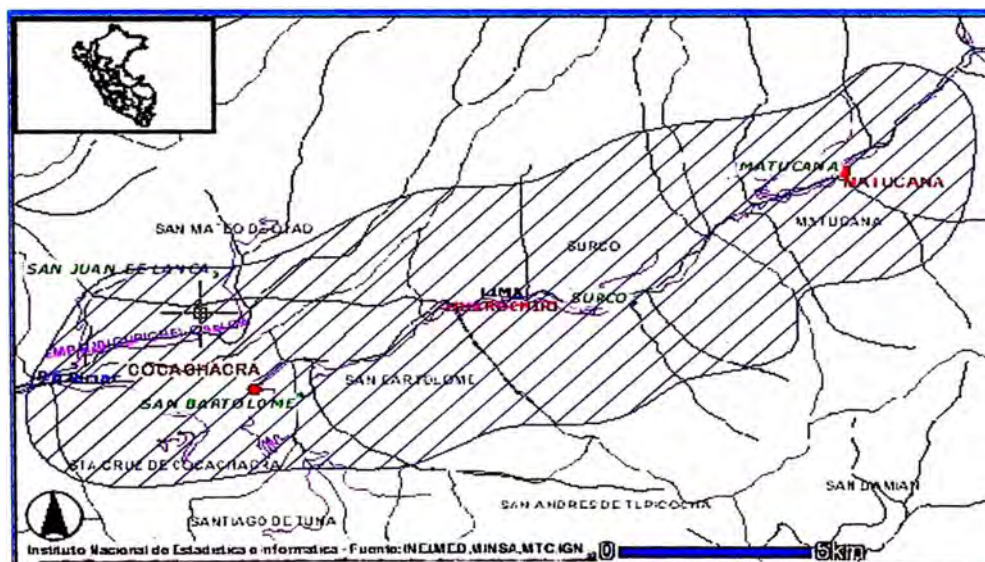 MATUCANA
MATUCANA
MATUCANA
SAN MATEO DE OTAO
SURCO
SAN JUAN DE LANCA
LIMA
HUAROCHIRI
SURCO
COCACHACRA
SAN BARTOLOME
SAN BARTOLOME
STA CRUZ DE COCACHACRA
SAN DAMIAN
SAN ANDRES DE TUPICOCHA
SANTIAGO DE TUNA
Instituto Nacional de Estadistica e Informatica - Fuente: INEI,MED,MINSA,MTC,IGN
0 5km